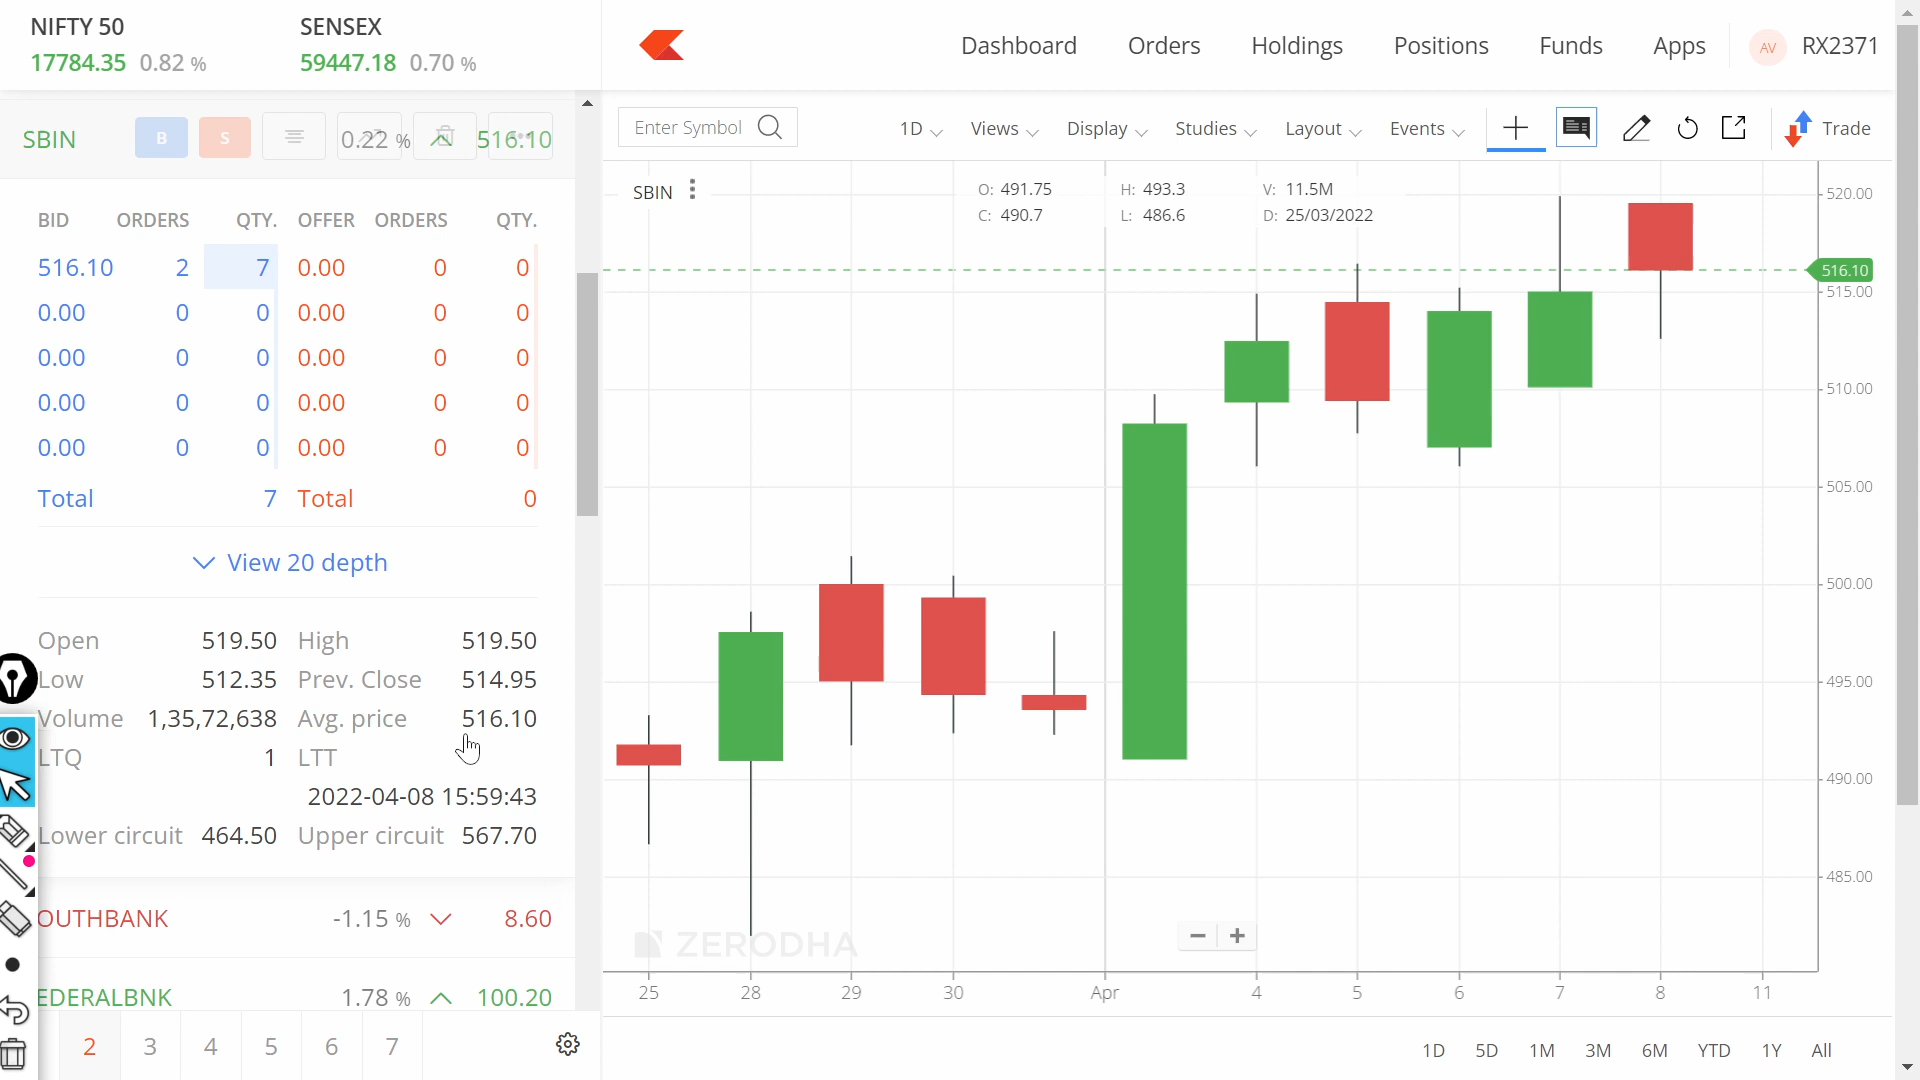 NIFTY 50
17784.35 0.82 %
SENSEX
59447.18 0.70 %
Dashboard Orders Holdings Positions Funds Apps AV RX2371
SBIN B S 0.22 % 516.10
BID ORDERS QTY. OFFER ORDERS QTY.
516.10 2 7 0.00 0 0
0.00 0 0 0.00 0 0
0.00 0 0 0.00 0 0
0.00 0 0 0.00 0 0
0.00 0 0 0.00 0 0
Total 7 Total 0
View 20 depth
Open 519.50 High 519.50
Low 512.35 Prev. Close 514.95
Volume 1,35,72,638 Avg. price 516.10
LTQ 1 LTT
2022-04-08 15:59:43
Lower circuit 464.50 Upper circuit 567.70
OUTHBANK -1.15 % 8.60
EDERALBNK 1.78 % 100.20
2 3 4 5 6 7
Enter Symbol 1D Views Display Studies Layout Events Trade
SBIN
O: 491.75 H: 493.3 V: 11.5M
C: 490.7 L: 486.6 D: 25/03/2022
520.00
516.10
515.00
510.00
505.00
500.00
495.00
490.00
485.00
ZERODHA
− +
25 28 29 30 Apr 4 5 6 7 8 11
1D 5D 1M 3M 6M YTD 1Y All